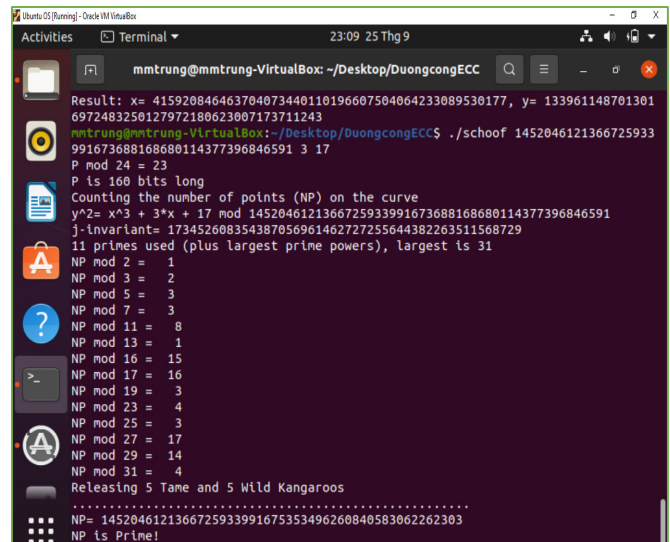 Ubuntu OS [Running] - Oracle VM VirtualBox
Activities Terminal 23:09 25 Thg 9
mmtrung@mmtrung-VirtualBox: ~/Desktop/DuongcongECC
Result: x= 415920846463704073440110196607504064233089530177, y= 133961148701301
6972483250127972180623007173711243
mmtrung@mmtrung-VirtualBox:~/Desktop/DuongcongECC$ ./schoof 1452046121366725933
991673688168680114377396846591 3 17
P mod 24 = 23
P is 160 bits long
Counting the number of points (NP) on the curve
y^2= x^3 + 3*x + 17 mod 1452046121366725933991673688168680114377396846591
j-invariant= 173452608354387056961462727255644382263511568729
11 primes used (plus largest prime powers), largest is 31
NP mod 2 = 1
NP mod 3 = 2
NP mod 5 = 3
NP mod 7 = 3
NP mod 11 = 8
NP mod 13 = 1
NP mod 16 = 15
NP mod 17 = 16
NP mod 19 = 3
NP mod 23 = 4
NP mod 25 = 3
NP mod 27 = 17
NP mod 29 = 14
NP mod 31 = 4
Releasing 5 Tame and 5 Wild Kangaroos
......................................................
NP= 1452046121366725933991675353496260840583062262303
NP is Prime!